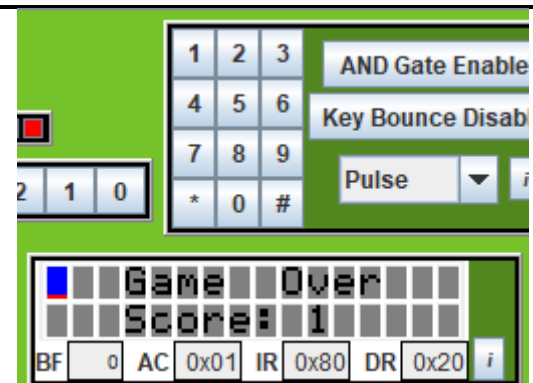 1 2 3
AND Gate Enable
4 5 6
Key Bounce Disabl
7 8 9
Pulse
i
2 1 0
* 0 #
Game Over
Score: 1
BF 0 AC 0x01 IR 0x80 DR 0x20 i